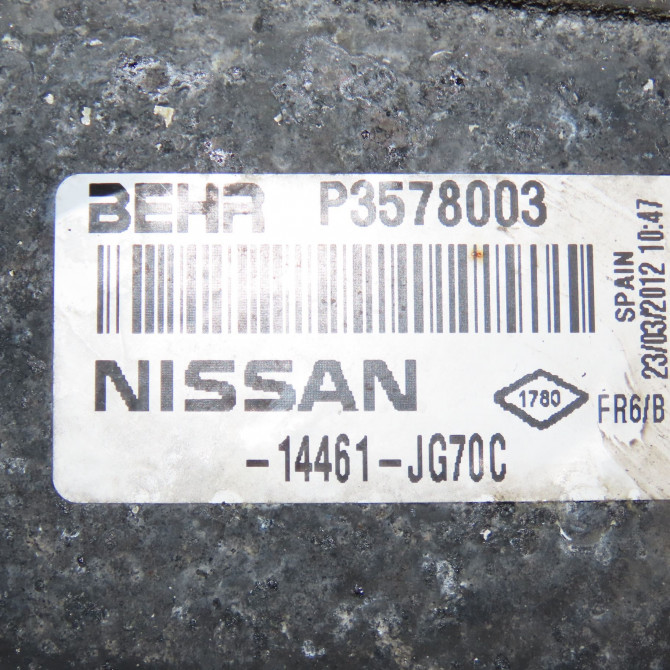 BEHR P3578003
NISSAN
1780 FR6/B
-14461-JG70C
SPAIN
23/03/2012 10:47